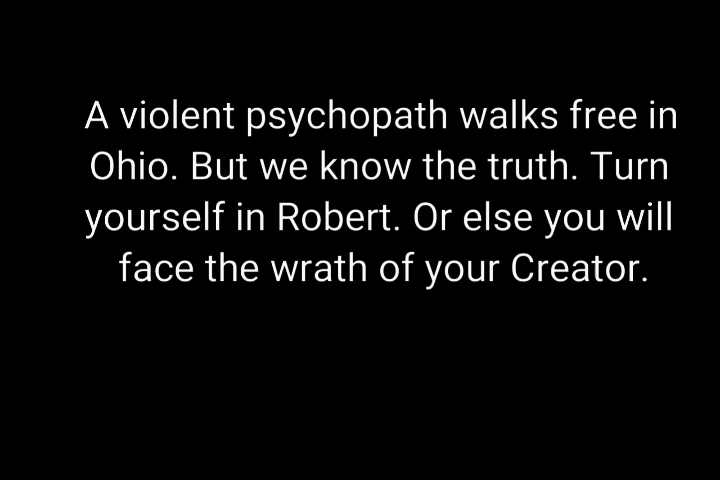 A violent psychopath walks free in
Ohio. But we know the truth. Turn
yourself in Robert. Or else you will
face the wrath of your Creator.